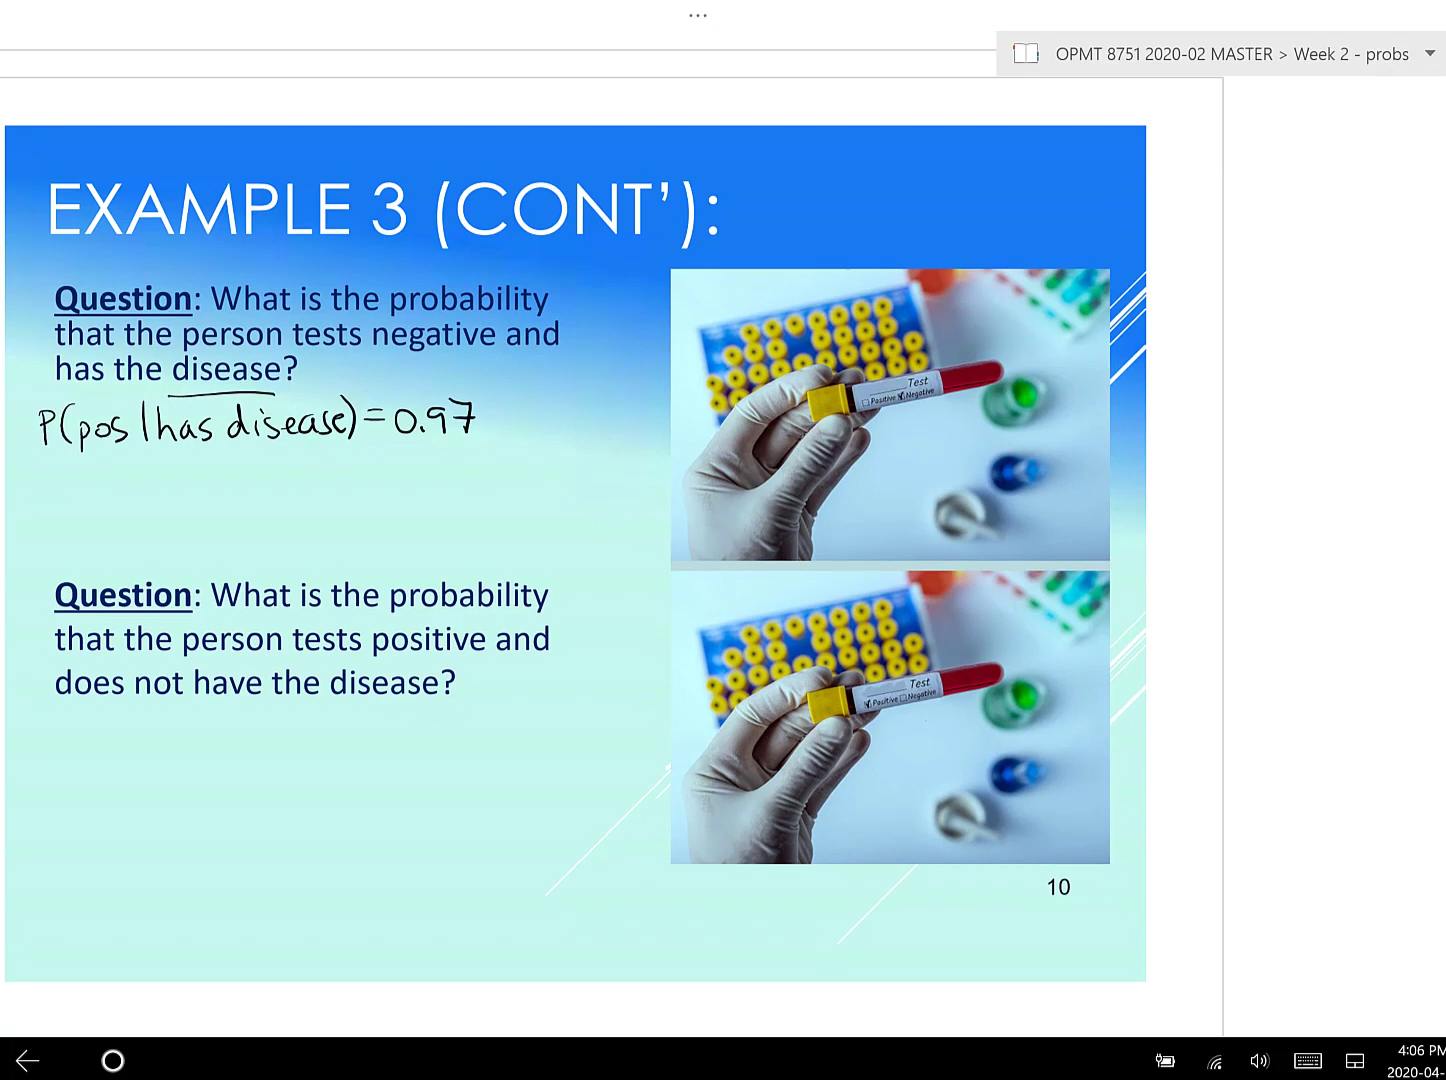 ...
OPMT 8751 2020-02 MASTER > Week 2 - probs
EXAMPLE 3 (CONT’):
Question: What is the probability
that the person tests negative and
has the disease?
P(pos | has disease) = 0.97
Test
Positive Negative
Question: What is the probability
that the person tests positive and
does not have the disease?
Test
Positive Negative
10
4:06 PM
2020-04-